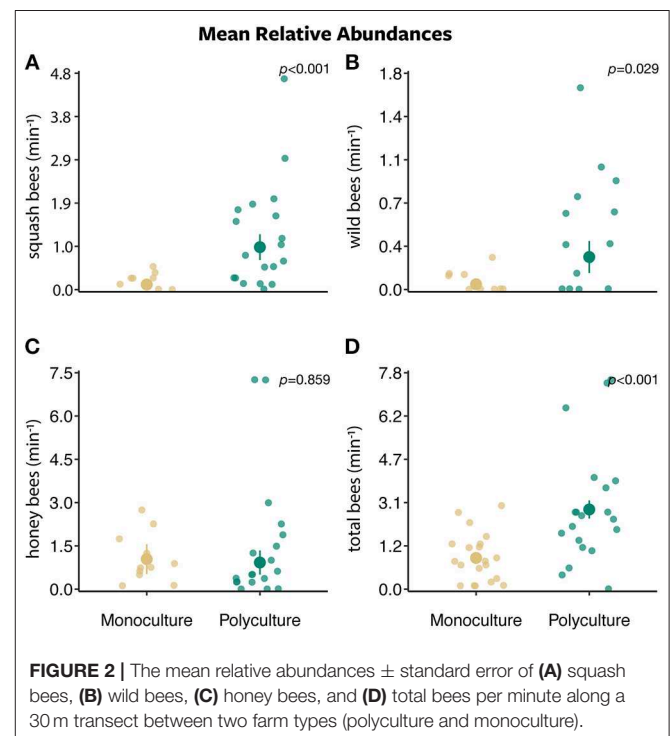 Mean Relative Abundances
A
p<0.001
squash bees (min⁻¹)
4.8
3.8
2.9
1.9
1.0
0.0
B
p=0.029
wild bees (min⁻¹)
1.8
1.4
1.1
0.7
0.4
0.0
C
p=0.859
honey bees (min⁻¹)
7.5
6.0
4.5
3.0
1.5
0.0
Monoculture Polyculture
D
p<0.001
total bees (min⁻¹)
7.8
6.2
4.7
3.1
1.2
0.0
Monoculture Polyculture
FIGURE 2 | The mean relative abundances ± standard error of (A) squash
bees, (B) wild bees, (C) honey bees, and (D) total bees per minute along a
30 m transect between two farm types (polyculture and monoculture).